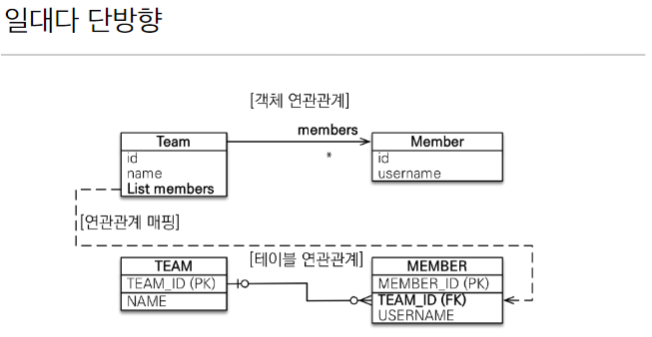 일대다 단방향
[객체 연관관계]
members
*
Team
id
name
List members
Member
id
username
[연관관계 매핑]
[테이블 연관관계]
TEAM
TEAM_ID (PK)
NAME
MEMBER
MEMBER_ID (PK)
TEAM_ID (FK)
USERNAME